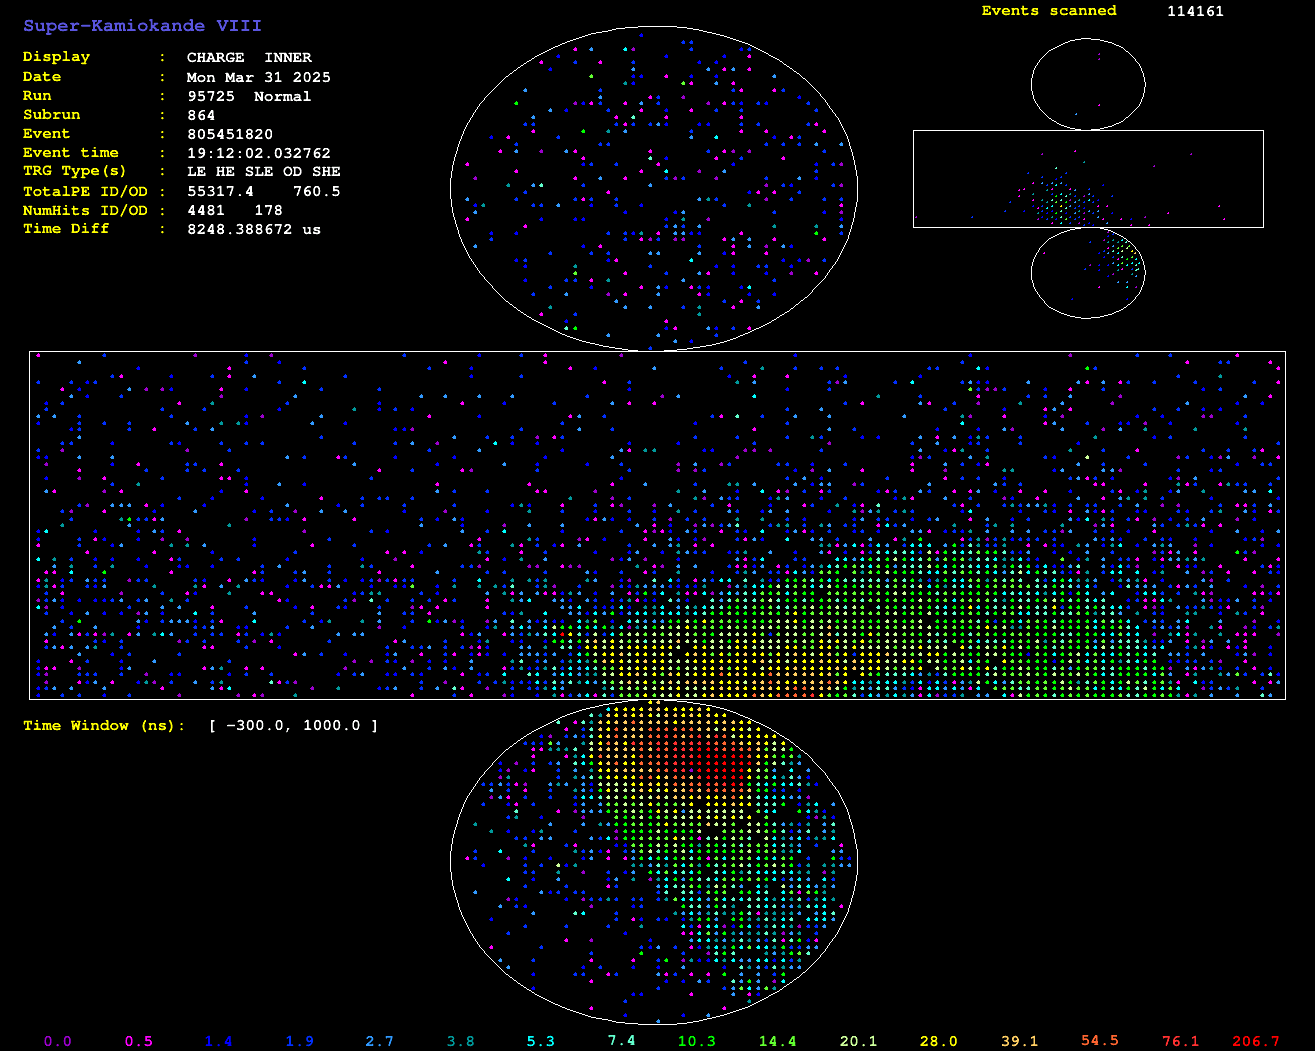 Super-Kamiokande VIII
Events scanned 114161
Display : CHARGE INNER
Date : Mon Mar 31 2025
Run : 95725 Normal
Subrun : 864
Event : 805451820
Event time : 19:12:02.032762
TRG Type(s) : LE HE SLE OD SHE
TotalPE ID/OD : 55317.4 760.5
NumHits ID/OD : 4481 178
Time Diff : 8248.388672 us
Time Window (ns): [ -300.0, 1000.0 ]
0.0 0.5 1.4 1.9 2.7 3.8 5.3 7.4 10.3 14.4 20.1 28.0 39.1 54.5 76.1 206.7